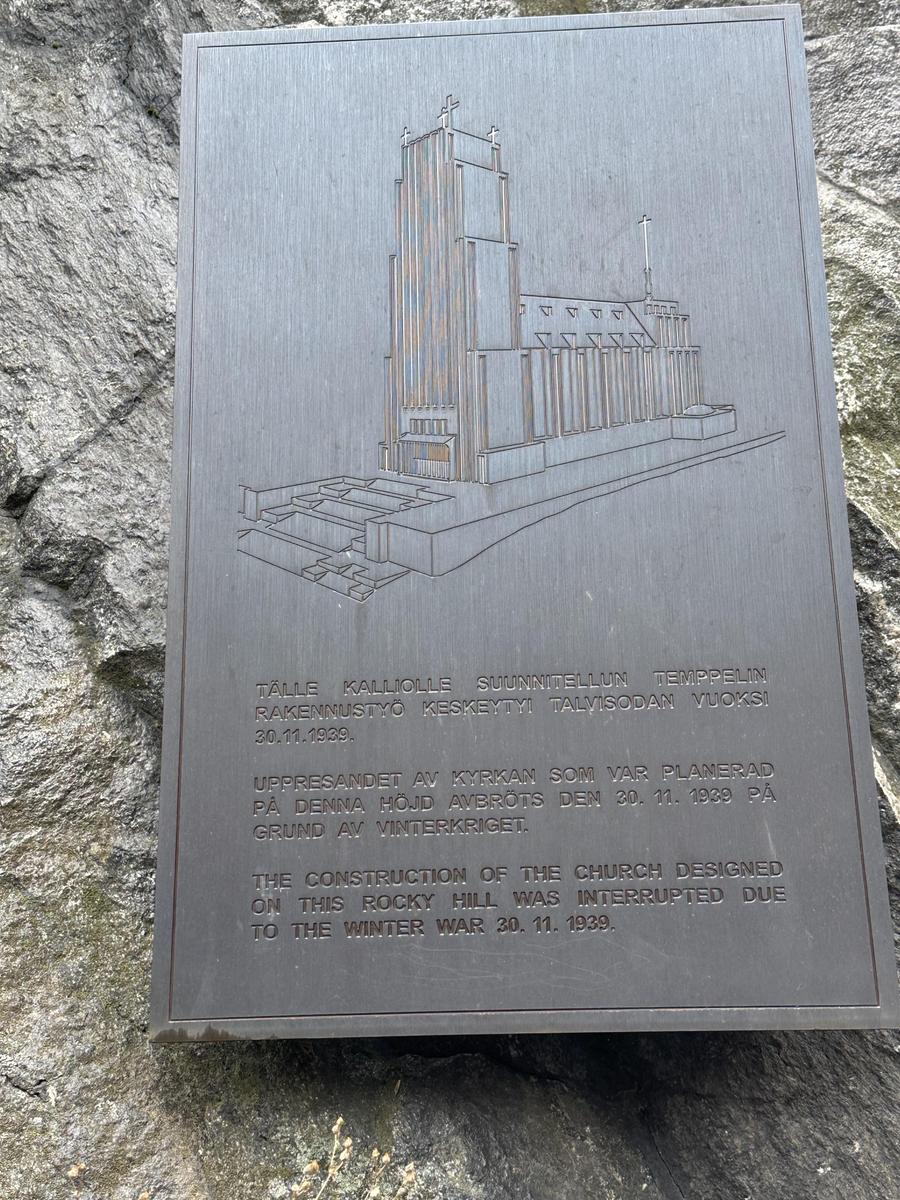 TÄLLE KALLIOLLE SUUNNITELLUN TEMPPELIN
RAKENNUSTYÖ KESKEYTYI TALVISODAN VUOKSI
30.11.1939.
UPPRESANDET AV KYRKAN SOM VAR PLANERAD
PÅ DENNA HÖJD AVBRÖTS DEN 30. 11. 1939 PÅ
GRUND AV VINTERKRIGET.
THE CONSTRUCTION OF THE CHURCH DESIGNED
ON THIS ROCKY HILL WAS INTERRUPTED DUE
TO THE WINTER WAR 30. 11. 1939.